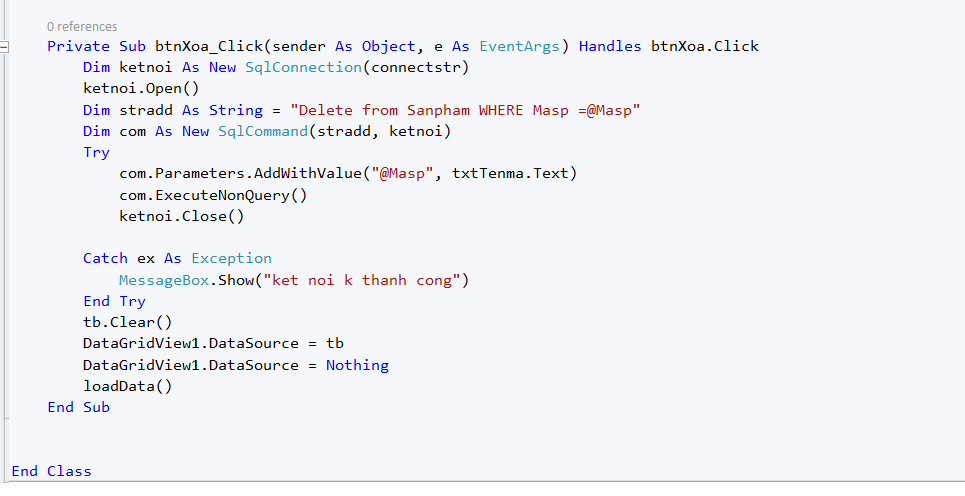 0 references
Private Sub btnXoa_Click(sender As Object, e As EventArgs) Handles btnXoa.Click
Dim ketnoi As New SqlConnection(connectstr)
ketnoi.Open()
Dim stradd As String = "Delete from Sanpham WHERE Masp =@Masp"
Dim com As New SqlCommand(stradd, ketnoi)
Try
com.Parameters.AddWithValue("@Masp", txtTenma.Text)
com.ExecuteNonQuery()
ketnoi.Close()
Catch ex As Exception
MessageBox.Show("ket noi k thanh cong")
End Try
tb.Clear()
DataGridView1.DataSource = tb
DataGridView1.DataSource = Nothing
loadData()
End Sub
End Class